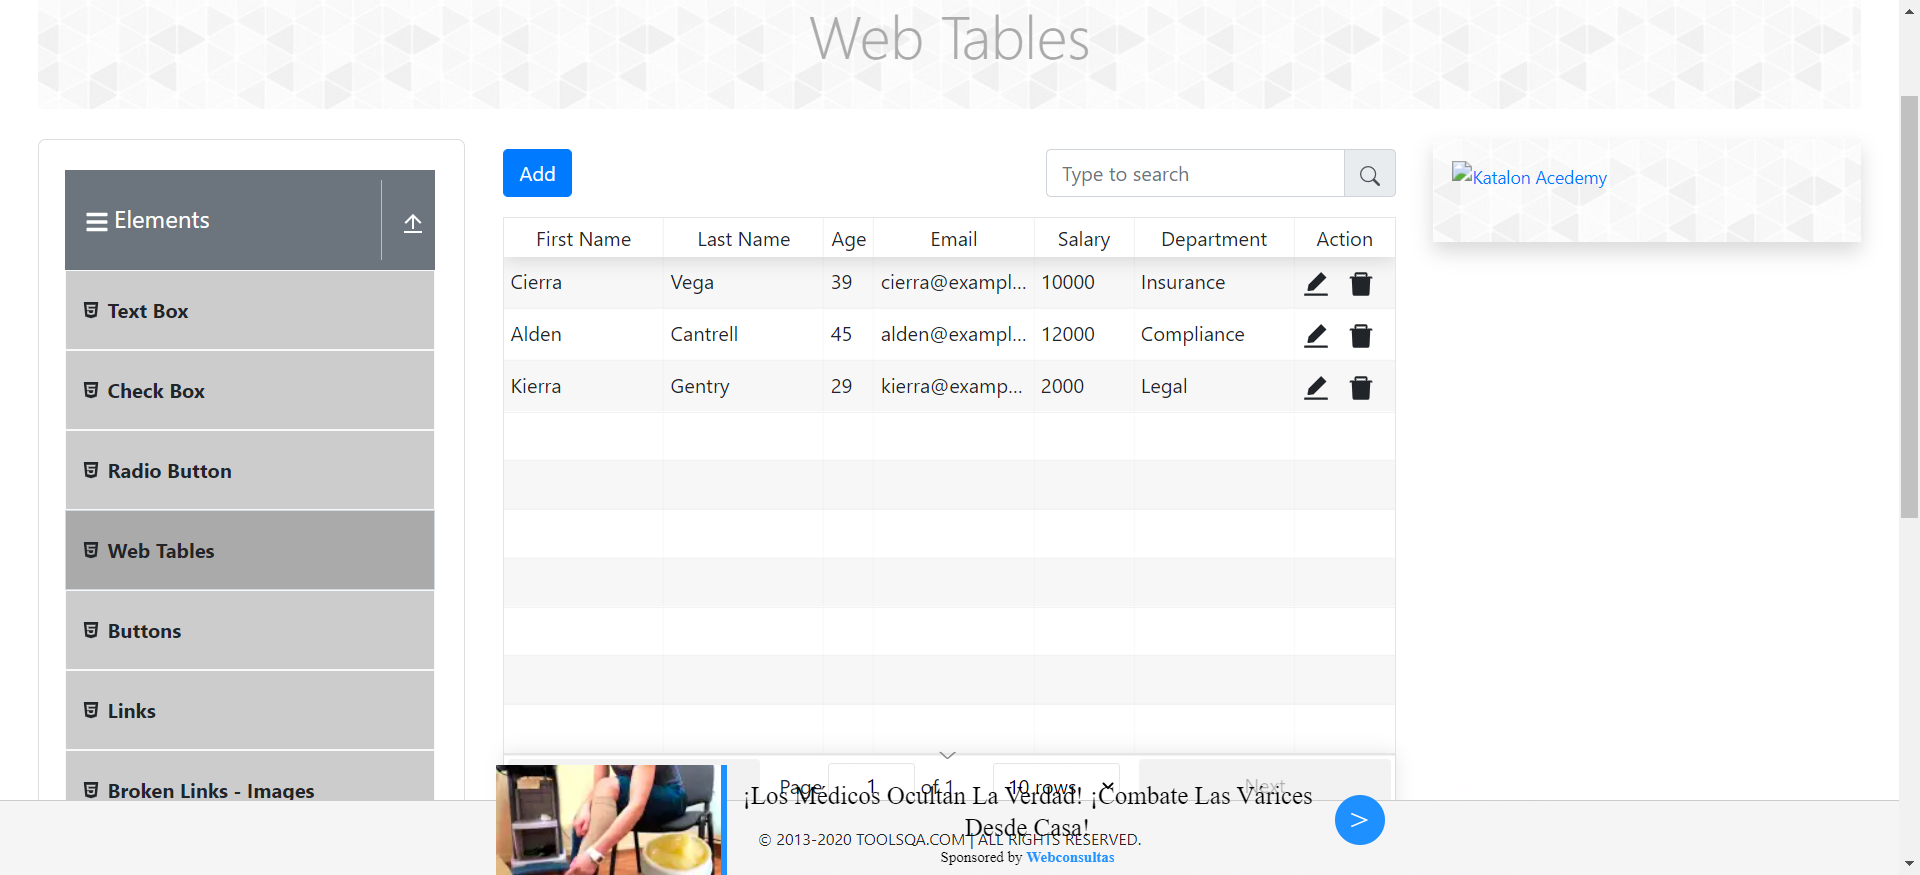 Web Tables
Elements
Text Box
Check Box
Radio Button
Web Tables
Buttons
Links
Broken Links - Images
Add
Type to search
First Name Last Name Age Email Salary Department Action
Cierra Vega 39 cierra@exampl... 10000 Insurance
Alden Cantrell 45 alden@exampl... 12000 Compliance
Kierra Gentry 29 kierra@examp... 2000 Legal
Page 1 of 1 10 rows Next
Katalon Acedemy
¡Los Médicos Ocultan La Verdad! ¡Combate Las Várices
Desde Casa!
© 2013-2020 TOOLSQA.COM | ALL RIGHTS RESERVED.
Sponsored by Webconsultas
>